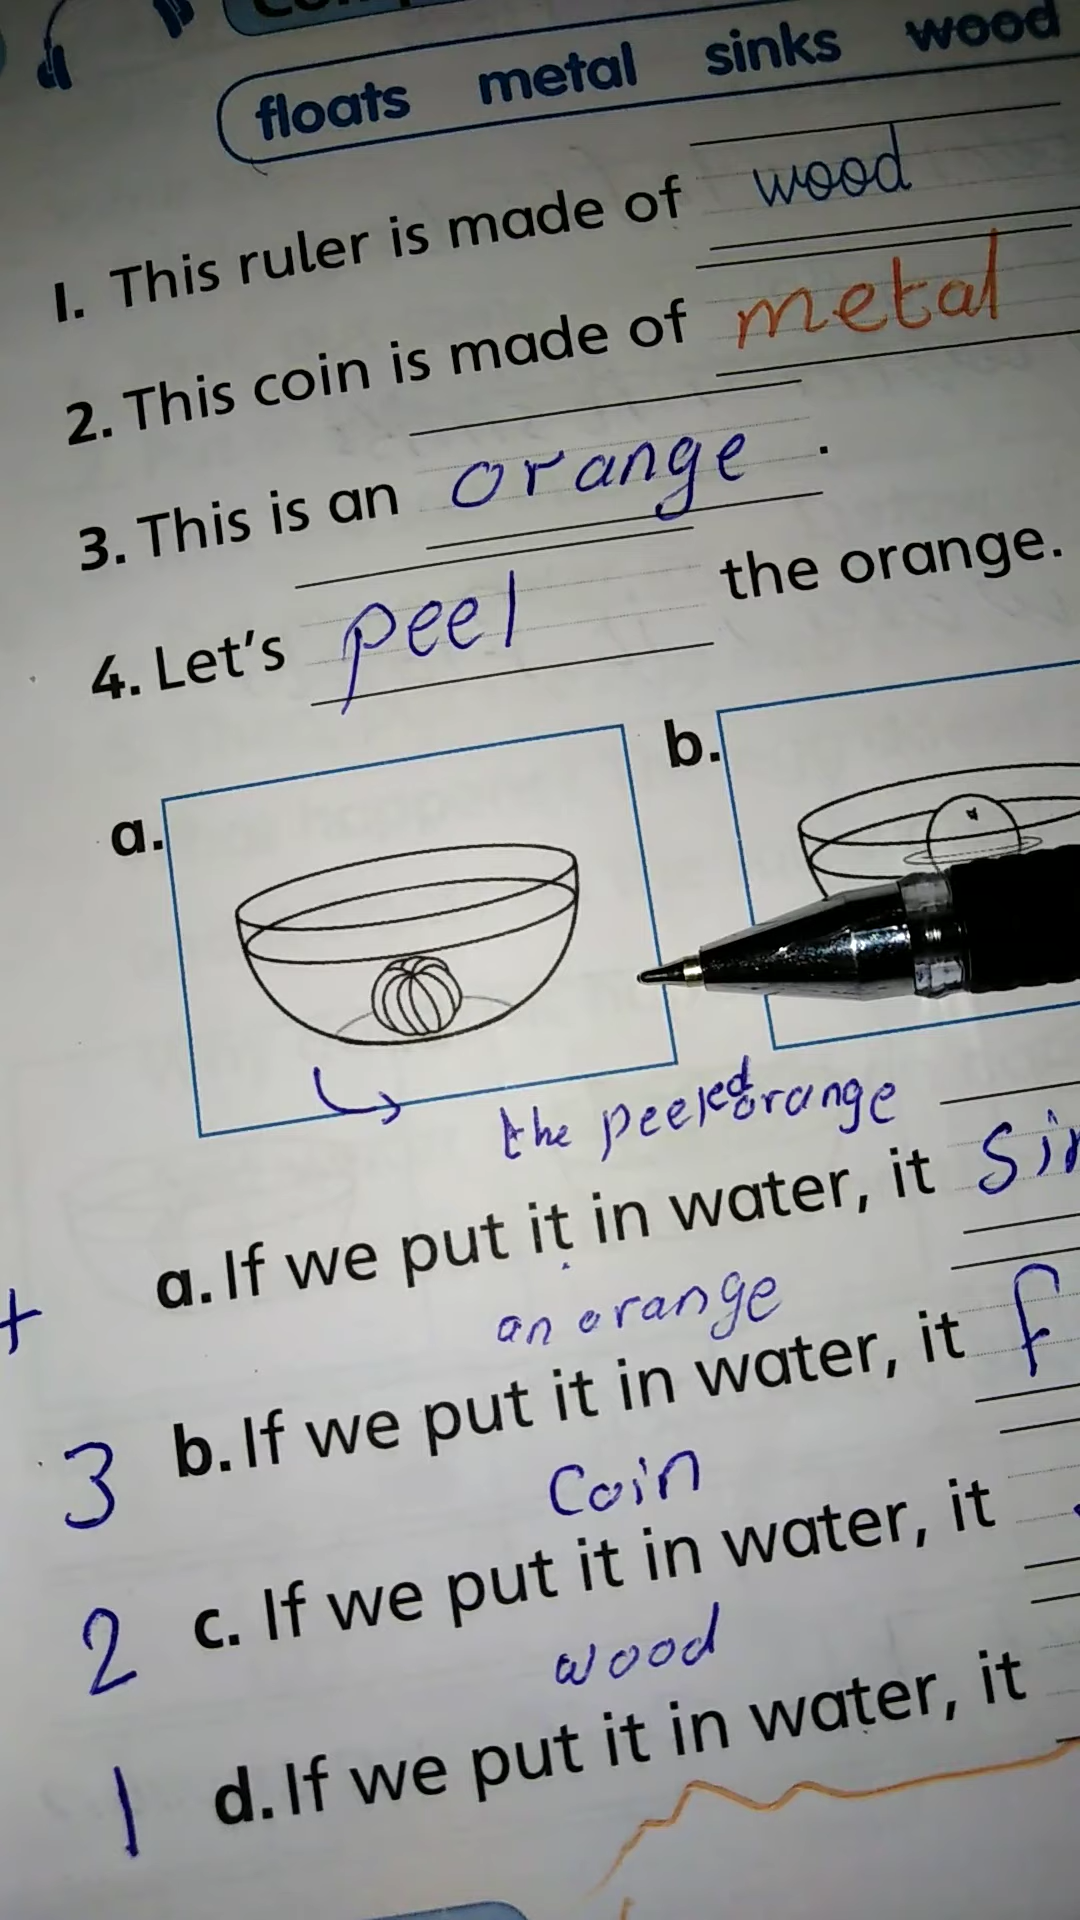 floats metal sinks wood
1. This ruler is made of wood
2. This coin is made of metal
3. This is an orange.
4. Let's peel the orange.
a.
b.
the peeled orange
a. If we put it in water, it
an orange
b. If we put it in water, it
3
Coin
c. If we put it in water, it
2
wood
d. If we put it in water, it
1